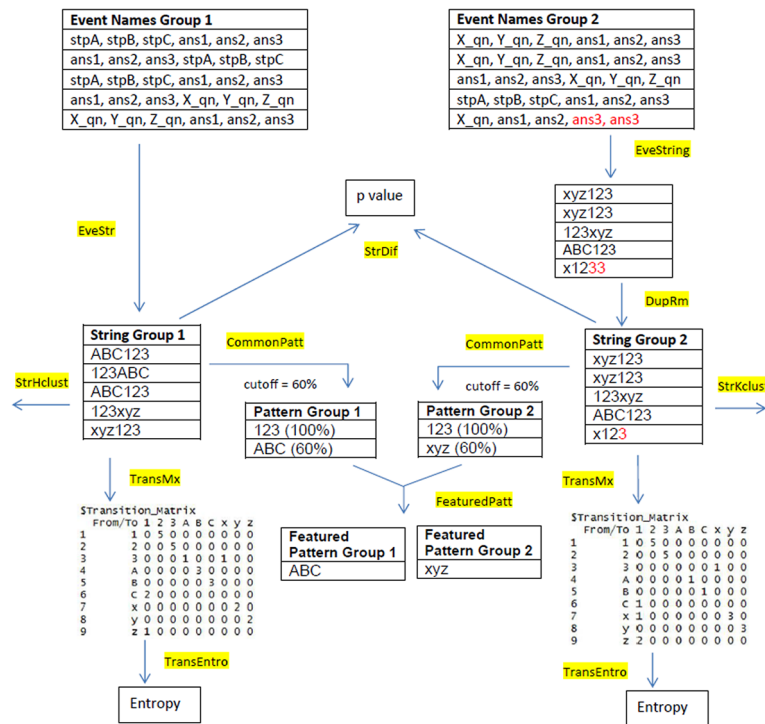 Event Names Group 1
stpA, stpB, stpC, ans1, ans2, ans3
ans1, ans2, ans3, stpA, stpB, stpC
stpA, stpB, stpC, ans1, ans2, ans3
ans1, ans2, ans3, X_qn, Y_qn, Z_qn
X_qn, Y_qn, Z_qn, ans1, ans2, ans3
Event Names Group 2
X_qn, Y_qn, Z_qn, ans1, ans2, ans3
X_qn, Y_qn, Z_qn, ans1, ans2, ans3
ans1, ans2, ans3, X_qn, Y_qn, Z_qn
stpA, stpB, stpC, ans1, ans2, ans3
X_qn, ans1, ans2, ans3, ans3
EveString
EveStr
p value
StrDif
xyz123
xyz123
123xyz
ABC123
x1233
DupRm
String Group 1
ABC123
123ABC
ABC123
123xyz
xyz123
StrHclust
CommonPatt
cutoff = 60%
CommonPatt
cutoff = 60%
String Group 2
xyz123
xyz123
123xyz
ABC123
x123
StrKclus
Pattern Group 1
123 (100%)
ABC (60%)
Pattern Group 2
123 (100%)
xyz (60%)
FeaturedPatt
Featured
Pattern Group 1
ABC
Featured
Pattern Group 2
xyz
TransMx
$Transition_Matrix
From/To 1 2 3 A B C x y z
1 1 0 5 0 0 0 0 0 0 0
2 2 0 0 5 0 0 0 0 0 0
3 3 0 0 0 1 0 0 1 0 0
4 A 0 0 0 0 3 0 0 0 0
5 B 0 0 0 0 0 3 0 0 0
6 C 2 0 0 0 0 0 0 0 0
7 x 0 0 0 0 0 0 0 2 0
8 y 0 0 0 0 0 0 0 0 2
9 z 1 0 0 0 0 0 0 0 0
TransEntro
Entropy
TransMx
$Transition_Matrix
From/To 1 2 3 A B C x y z
1 1 0 5 0 0 0 0 0 0 0
2 2 0 0 5 0 0 0 0 0 0
3 3 0 0 0 0 0 0 1 0 0
4 A 0 0 0 0 1 0 0 0 0
5 B 0 0 0 0 0 1 0 0 0
6 C 1 0 0 0 0 0 0 0 0
7 x 1 0 0 0 0 0 0 3 0
8 y 0 0 0 0 0 0 0 0 3
9 z 2 0 0 0 0 0 0 0 0
TransEntro
Entropy